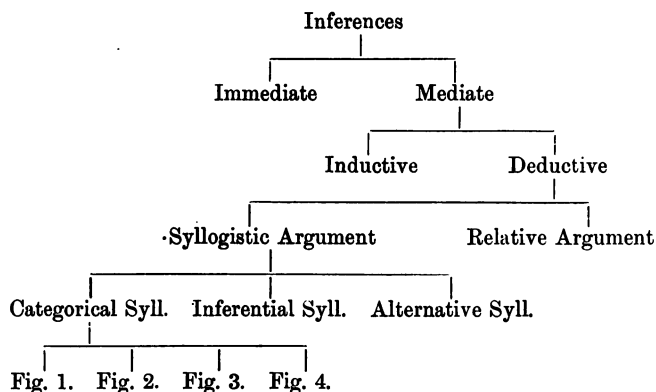 Inferences
Immediate Mediate
Inductive Deductive
·Syllogistic Argument Relative Argument
Categorical Syll. Inferential Syll. Alternative Syll.
Fig. 1. Fig. 2. Fig. 3. Fig. 4.